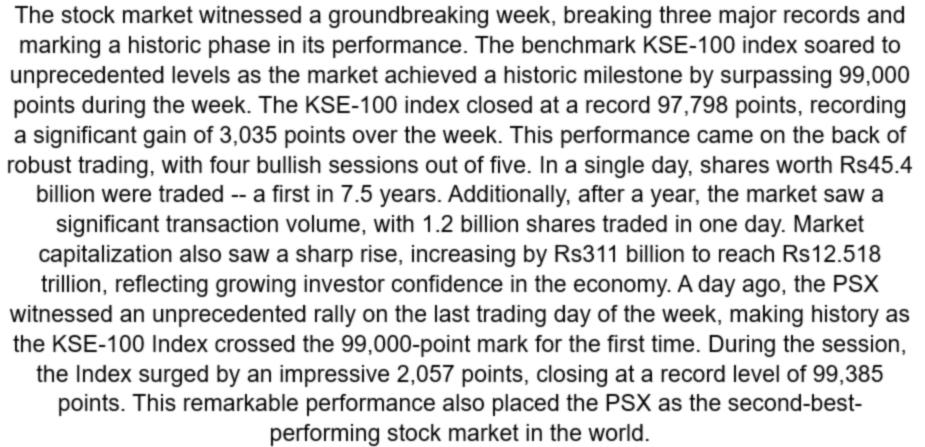 The stock market witnessed a groundbreaking week, breaking three major records and
marking a historic phase in its performance. The benchmark KSE-100 index soared to
unprecedented levels as the market achieved a historic milestone by surpassing 99,000
points during the week. The KSE-100 index closed at a record 97,798 points, recording
a significant gain of 3,035 points over the week. This performance came on the back of
robust trading, with four bullish sessions out of five. In a single day, shares worth Rs45.4
billion were traded -- a first in 7.5 years. Additionally, after a year, the market saw a
significant transaction volume, with 1.2 billion shares traded in one day. Market
capitalization also saw a sharp rise, increasing by Rs311 billion to reach Rs12.518
trillion, reflecting growing investor confidence in the economy. A day ago, the PSX
witnessed an unprecedented rally on the last trading day of the week, making history as
the KSE-100 Index crossed the 99,000-point mark for the first time. During the session,
the Index surged by an impressive 2,057 points, closing at a record level of 99,385
points. This remarkable performance also placed the PSX as the second-best-
performing stock market in the world.